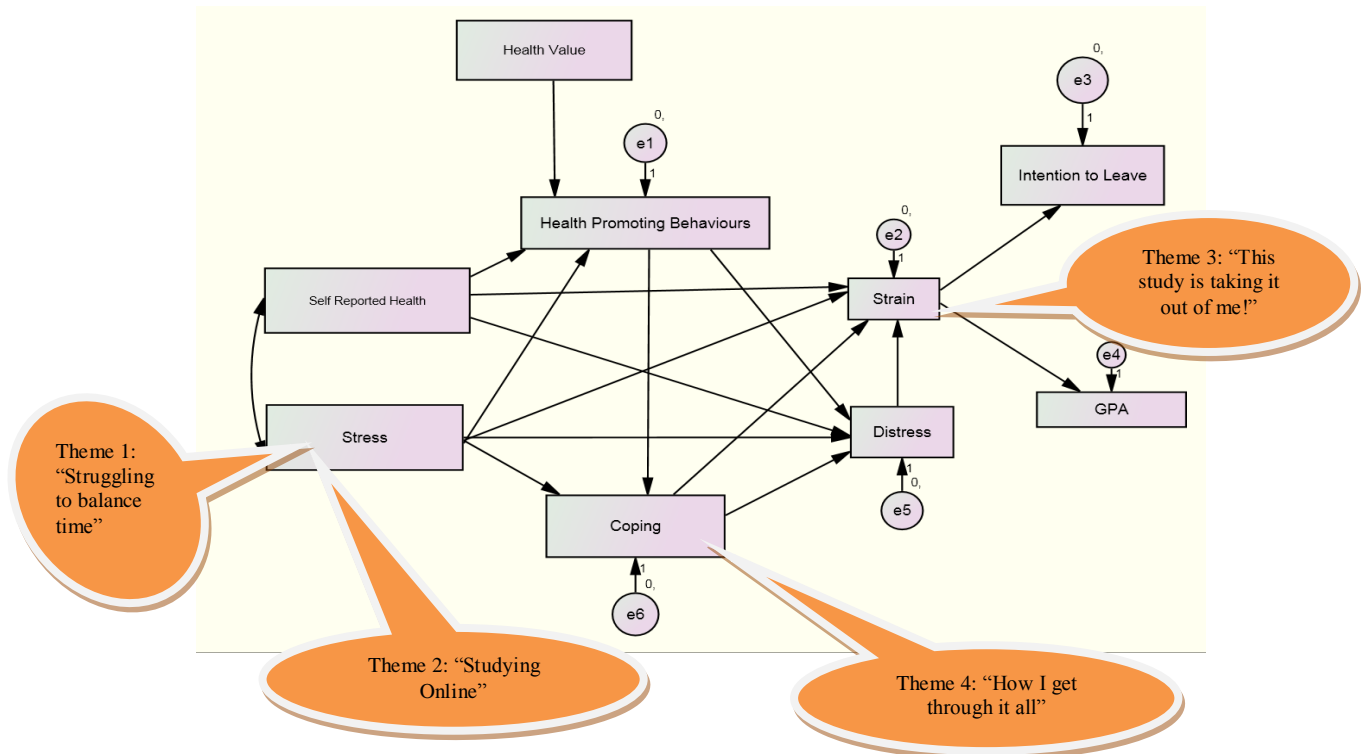 Health Value
0,
e3
1
0,
e1
1
Intention to Leave
Health Promoting Behaviours
0,
e2
1
Theme 3: “This
study is taking it
out of me!”
Self Reported Health
Strain
e4
1
GPA
Stress
Distress
Theme 1:
“Struggling
to balance
time”
1
0,
e5
Coping
1
0,
e6
Theme 2: “Studying
Online”
Theme 4: “How I get
through it all”